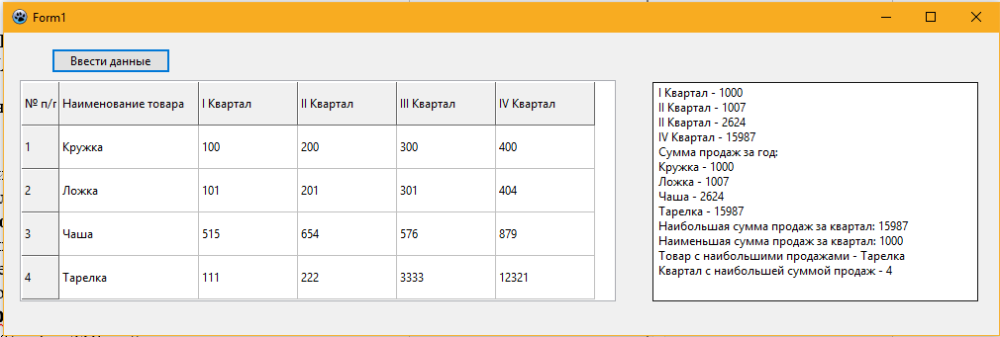 Form1
Ввести данные
№ п/г Наименование товара I Квартал II Квартал III Квартал IV Квартал
1 Кружка 100 200 300 400
2 Ложка 101 201 301 404
3 Чаша 515 654 576 879
4 Тарелка 111 222 3333 12321
I Квартал - 1000
II Квартал - 1007
II Квартал - 2624
IV Квартал - 15987
Сумма продаж за год:
Кружка - 1000
Ложка - 1007
Чаша - 2624
Тарелка - 15987
Наибольшая сумма продаж за квартал: 15987
Наименьшая сумма продаж за квартал: 1000
Товар с наибольшими продажами - Тарелка
Квартал с наибольшей суммой продаж - 4